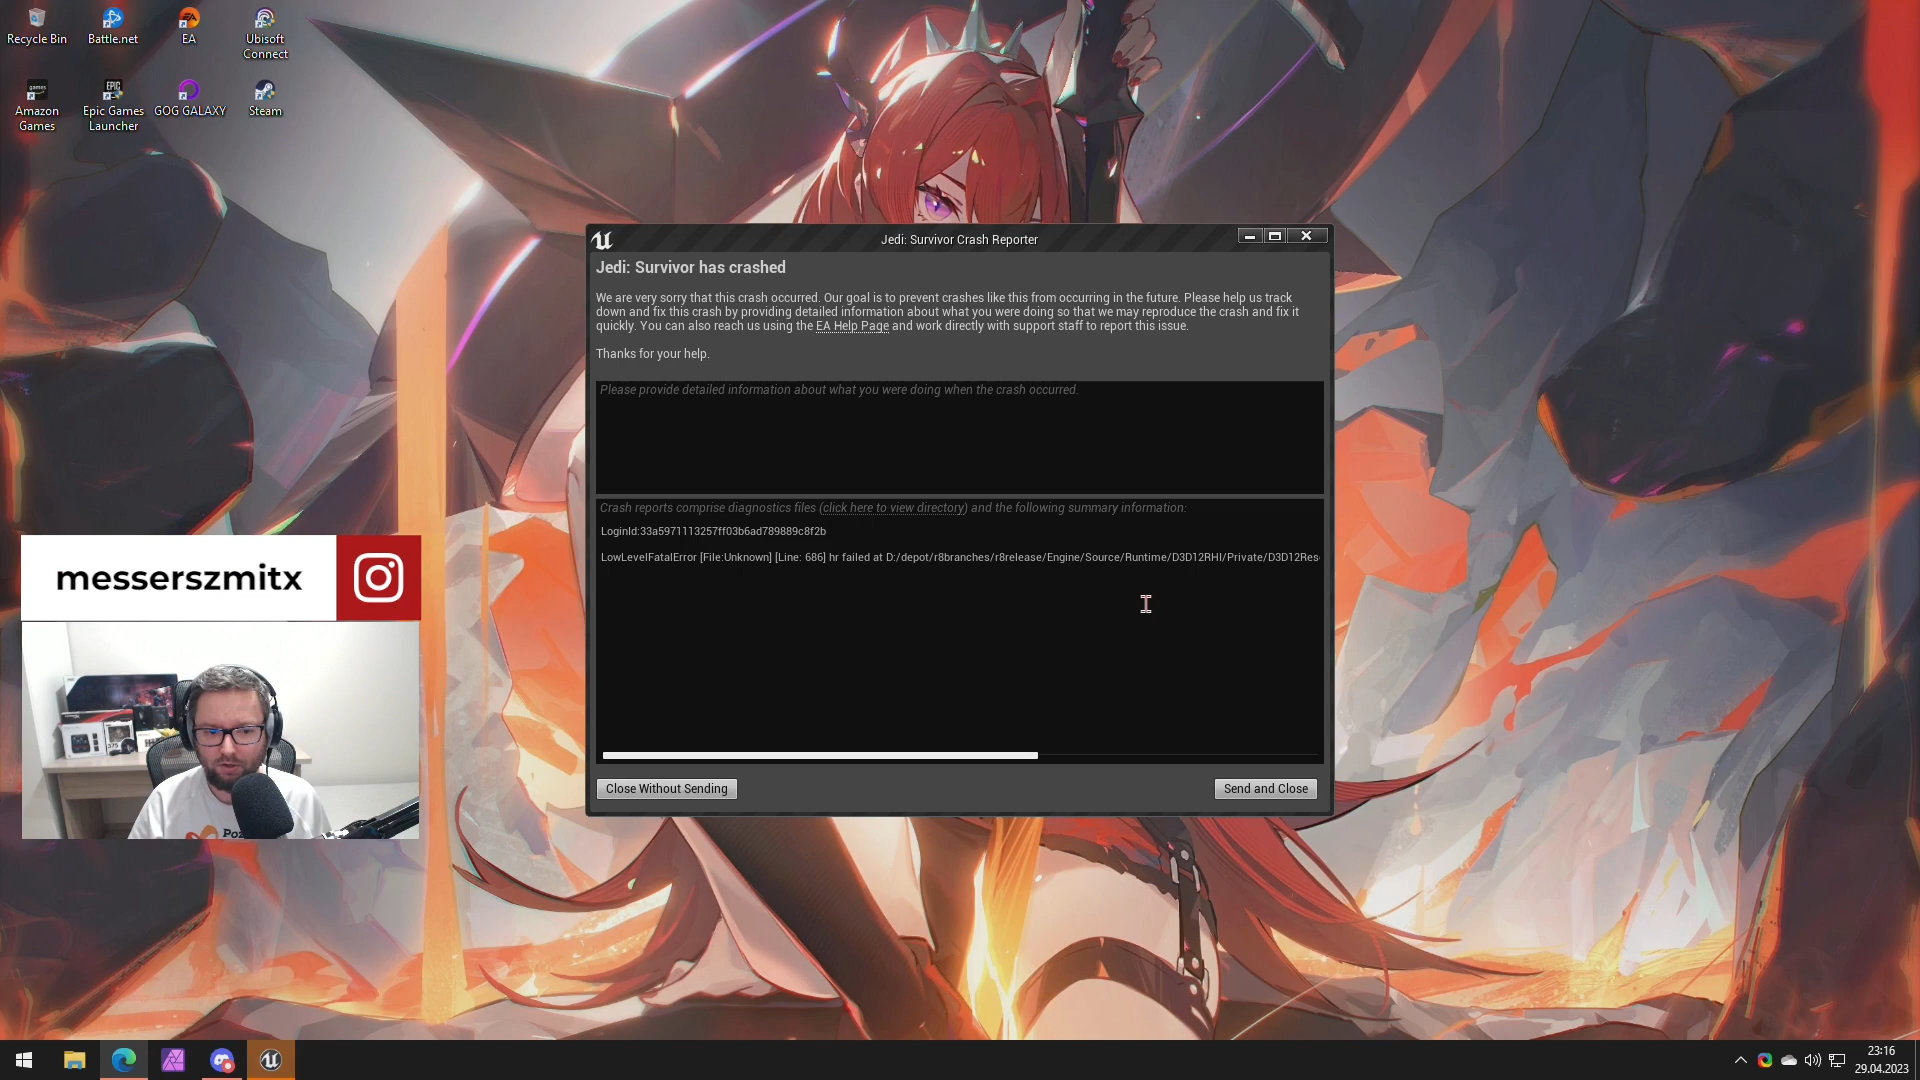 Recycle Bin
Battle.net
EA
Ubisoft
Connect
Amazon
Games
EPIC
Epic Games
Launcher
GOG GALAXY
Steam
Jedi: Survivor Crash Reporter
Jedi: Survivor has crashed
We are very sorry that this crash occurred. Our goal is to prevent crashes like this from occurring in the future. Please help us track
down and fix this crash by providing detailed information about what you were doing so that we may reproduce the crash and fix it
quickly. You can also reach us using the EA Help Page and work directly with support staff to report this issue.
Thanks for your help.
Please provide detailed information about what you were doing when the crash occurred.
Crash reports comprise diagnostics files (click here to view directory) and the following summary information:
LoginId:33a5971113257ff03b6ad789889c8f2b
LowLevelFatalError [File:Unknown] [Line: 686] hr failed at D:/depot/r8branches/r8release/Engine/Source/Runtime/D3D12RHI/Private/D3D12Res
Close Without Sending
Send and Close
messerszmitx
Poz
23:16
29.04.2023